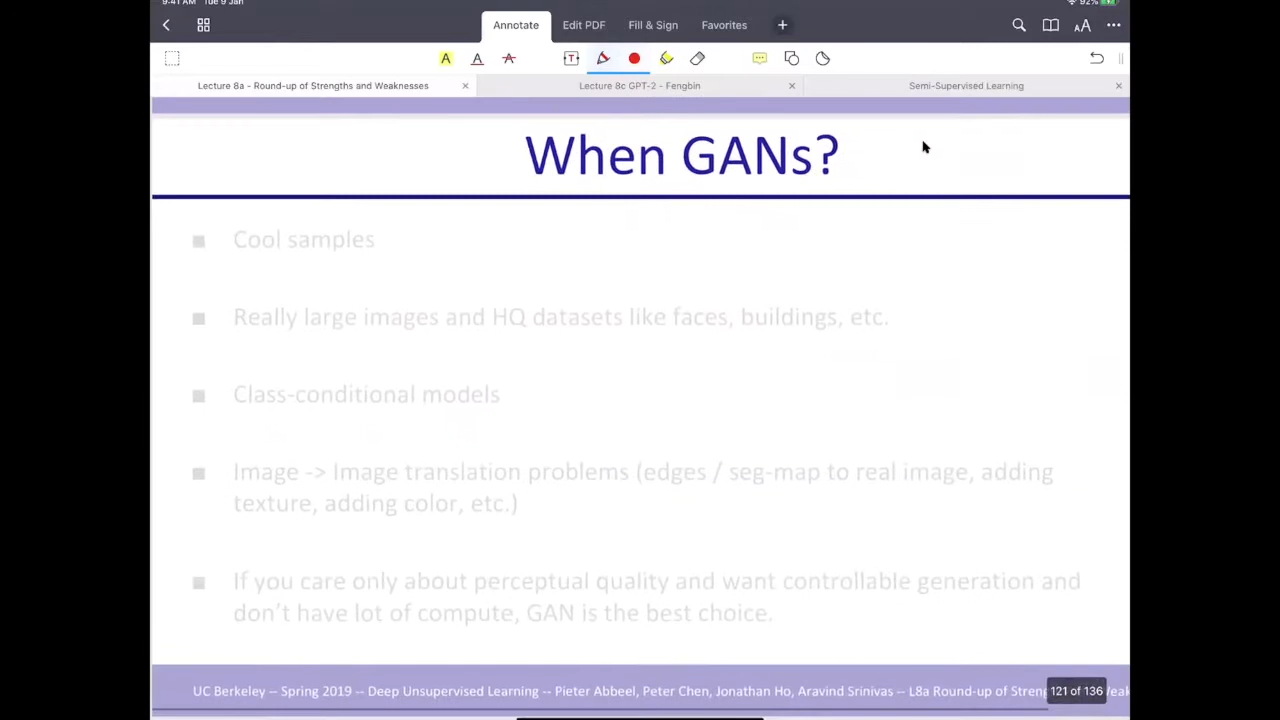 9:41 AM Tue 9 Jan
92%
Annotate Edit PDF Fill & Sign Favorites +
A A A T AA
Lecture 8a - Round-up of Strengths and Weaknesses × Lecture 8c GPT-2 - Fengbin × Semi-Supervised Learning ×
When GANs?
Cool samples
Really large images and HQ datasets like faces, buildings, etc.
Class-conditional models
Image -> Image translation problems (edges / seg-map to real image, adding
texture, adding color, etc.)
If you care only about perceptual quality and want controllable generation and
don't have lot of compute, GAN is the best choice.
UC Berkeley -- Spring 2019 -- Deep Unsupervised Learning -- Pieter Abbeel, Peter Chen, Jonathan Ho, Aravind Srinivas -- L8a Round-up of Streng
121 of 136